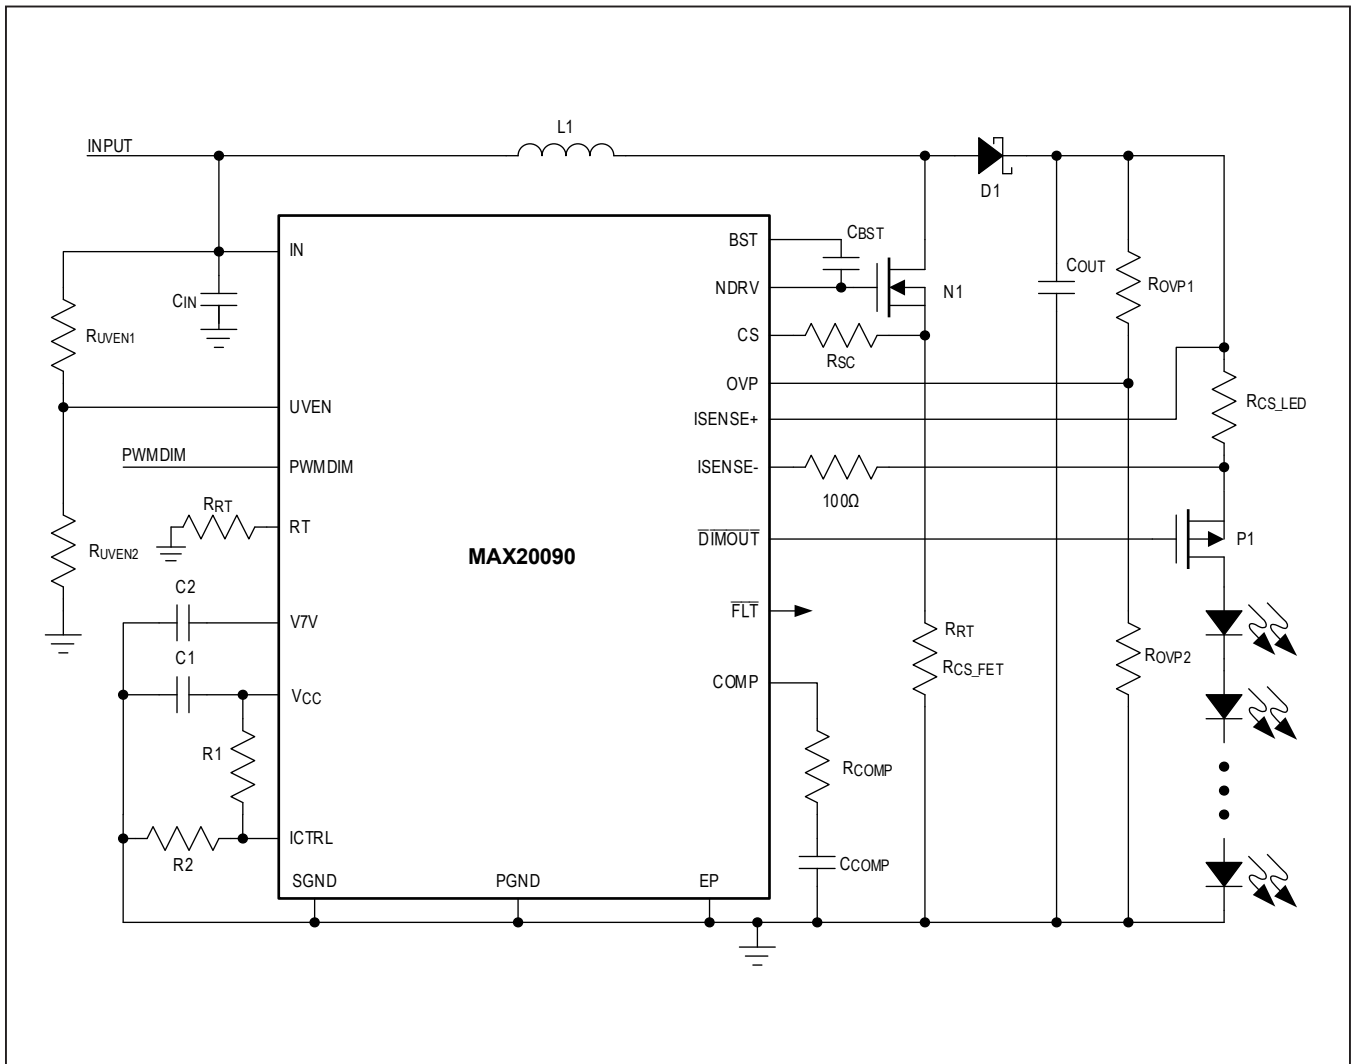 L1
INPUT
D1
IN
BST
CBST
CIN
NDRV
N1
COUT
ROVP1
RUVEN1
CS
RSC
OVP
UVEN
ISENSE+
RCS_LED
PWMDIM
PWMDIM
ISENSE-
100Ω
RRT
RT
DIMOUT
P1
RUVEN2
MAX20090
C2
V7V
FLT
RRT
RCS_FET
ROVP2
C1
VCC
COMP
R1
RCOMP
R2
ICTRL
CCOMP
SGND
PGND
EP